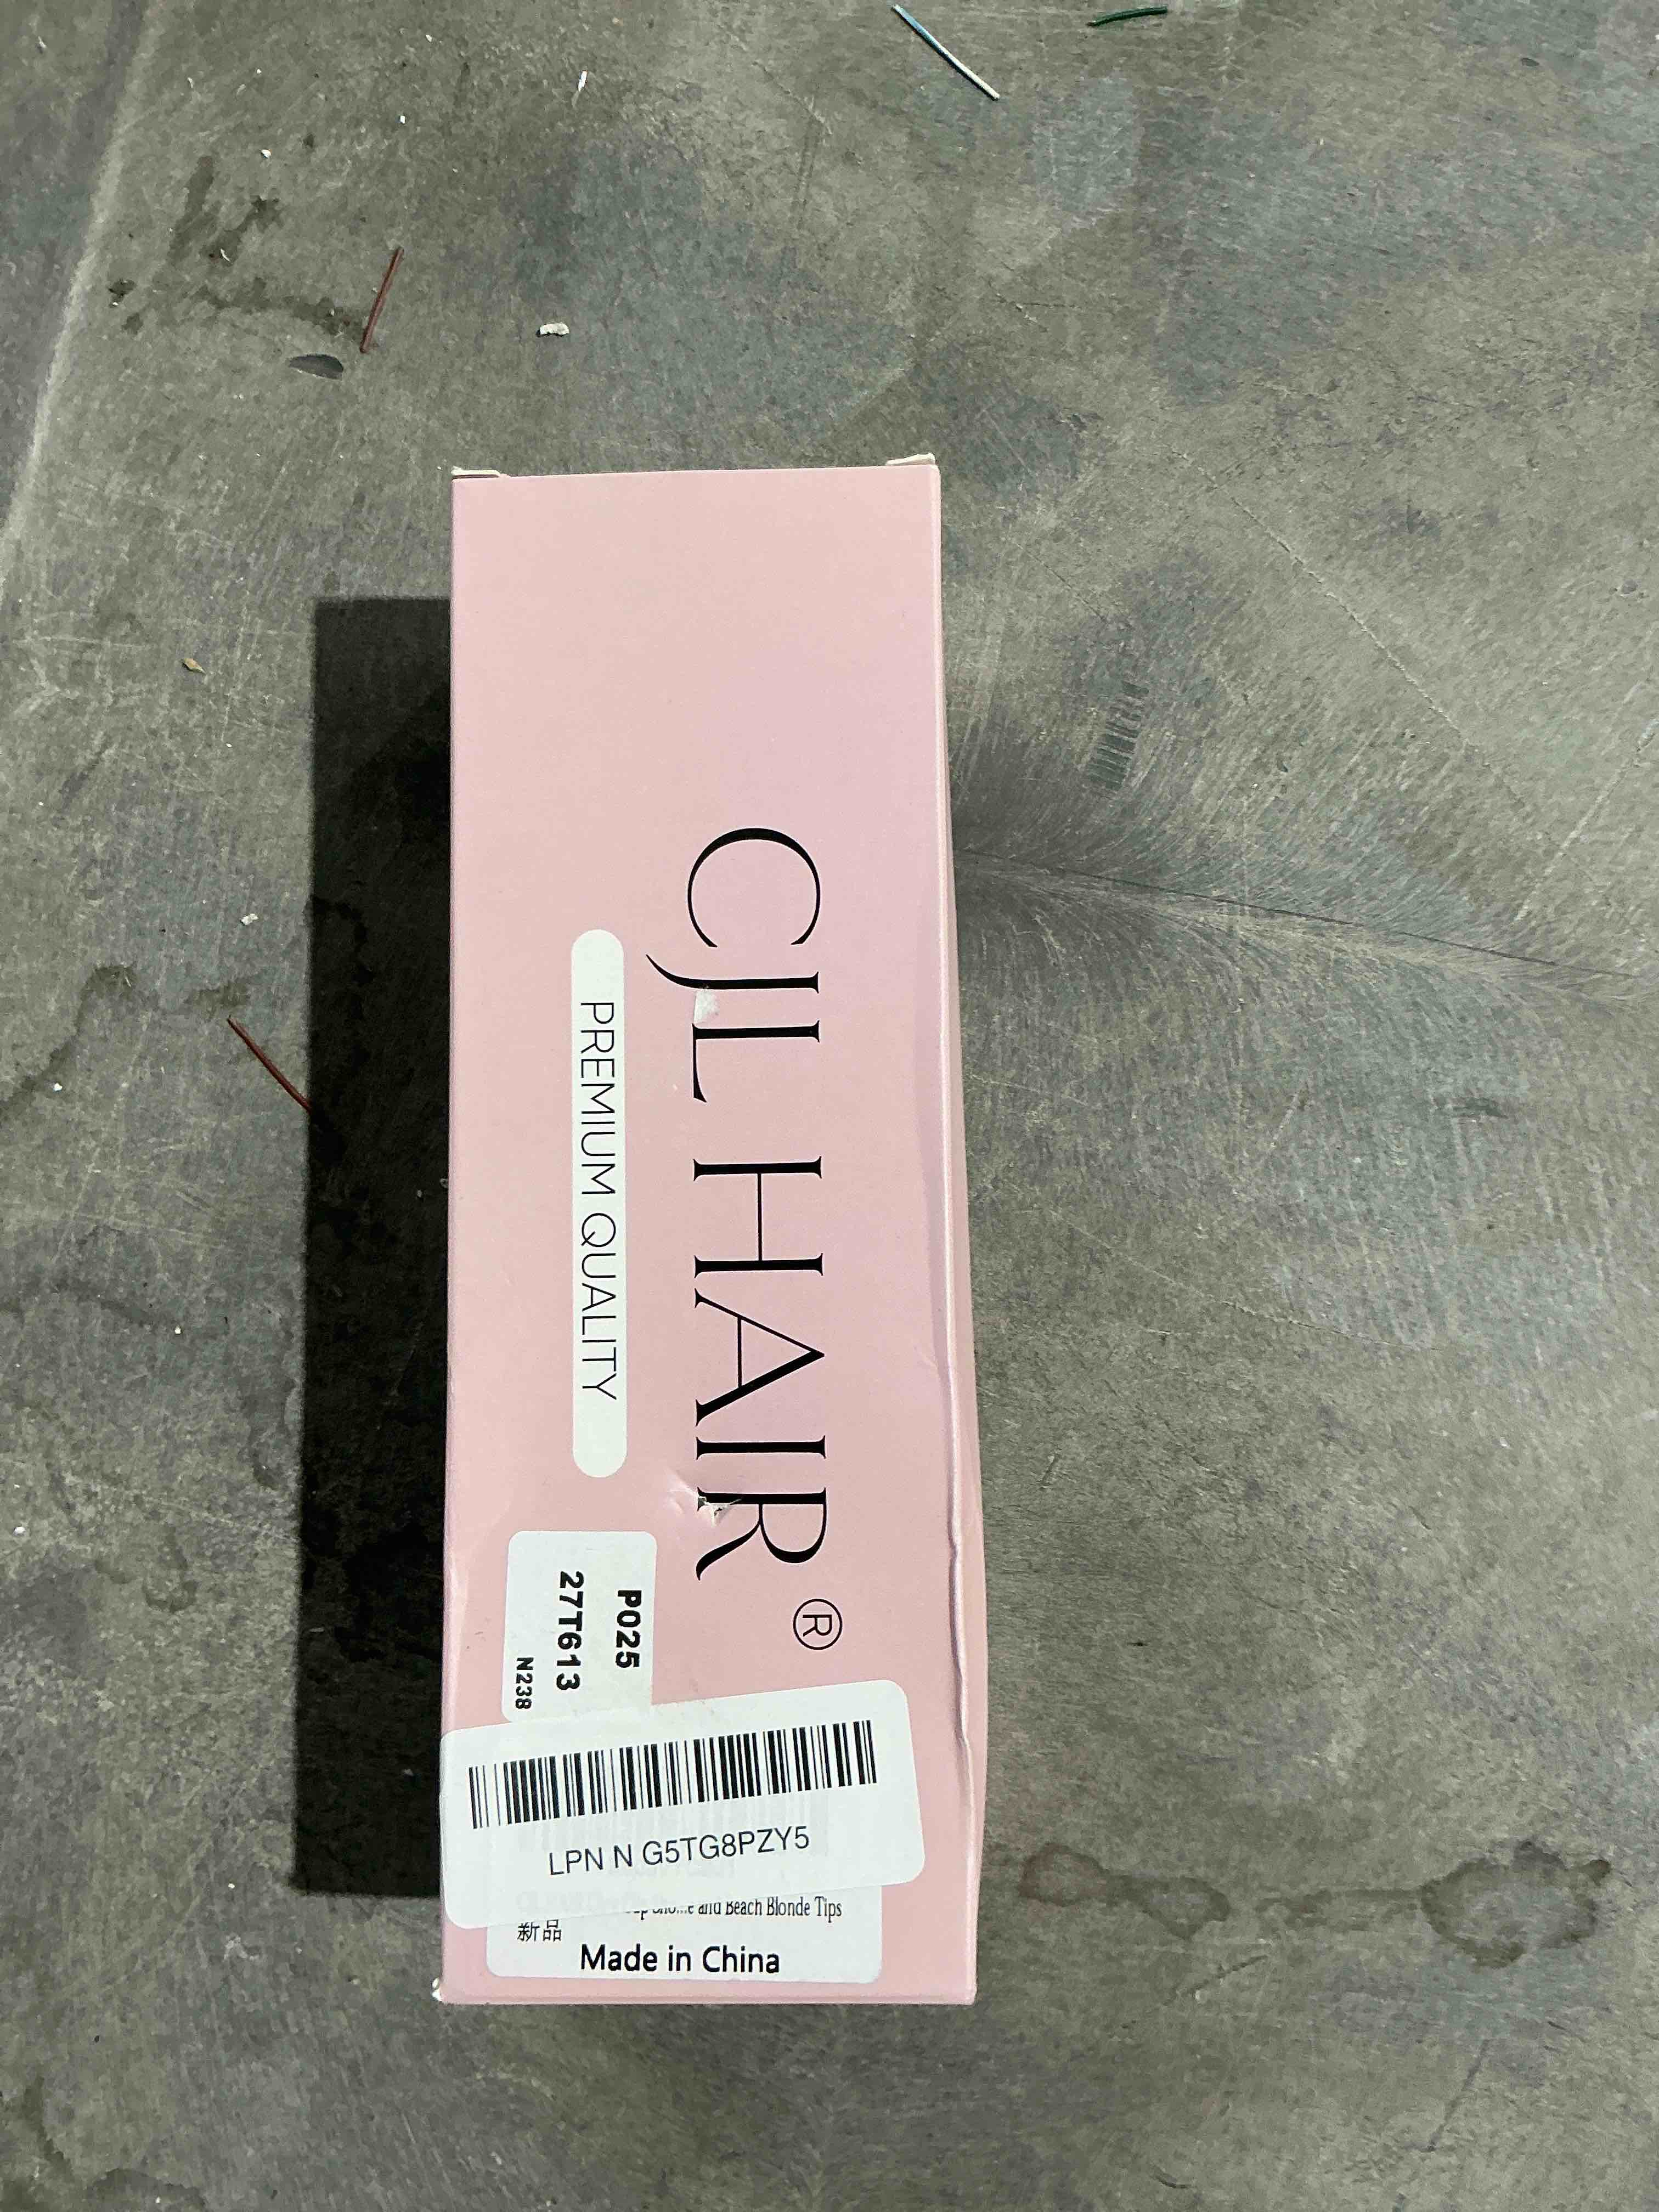 CJL HAIR®
PREMIUM QUALITY
P025
27T613
N238
LPN N G5TG8PZY5
and Beach Blonde Tips
新品
Made in China